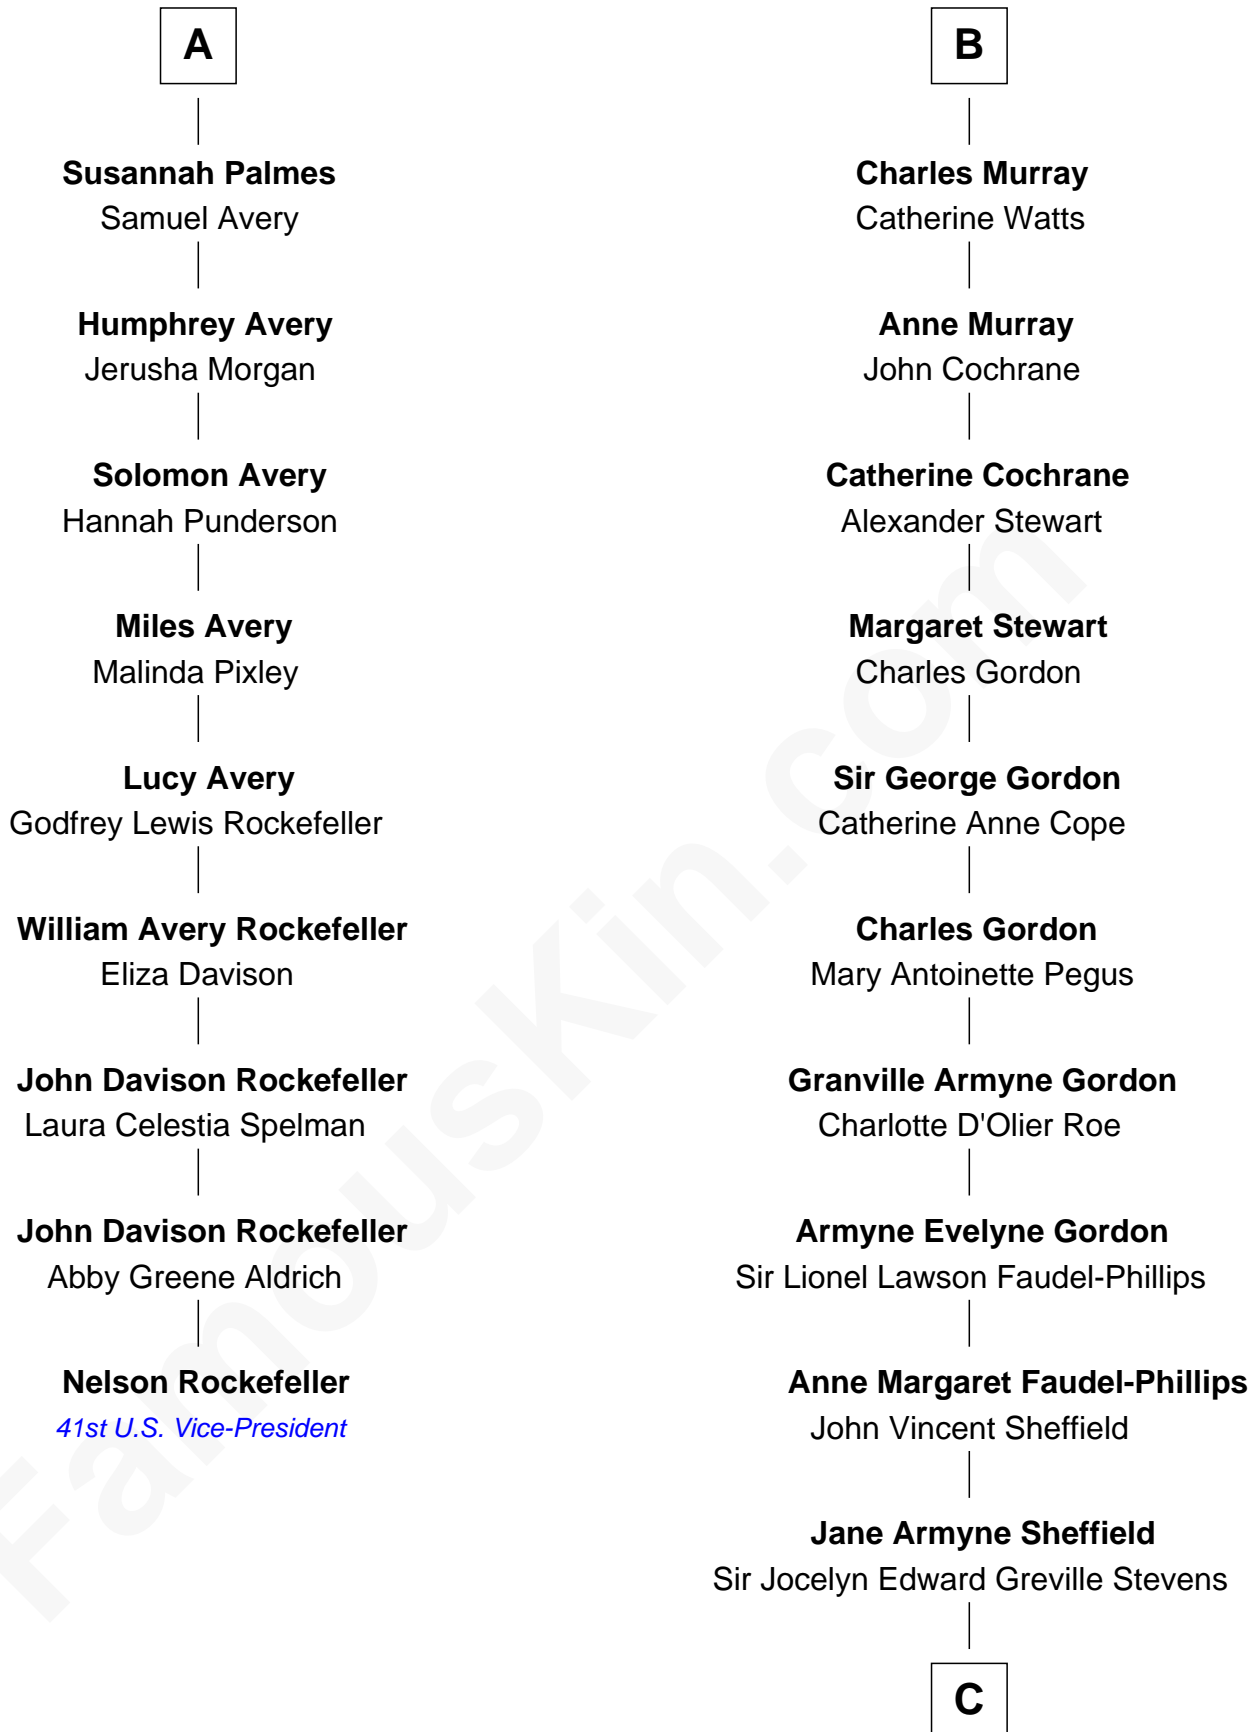 A
Susannah Palmes
Samuel Avery
Humphrey Avery
Jerusha Morgan
Solomon Avery
Hannah Punderson
Miles Avery
Malinda Pixley
Lucy Avery
Godfrey Lewis Rockefeller
William Avery Rockefeller
Eliza Davison
John Davison Rockefeller
Laura Celestia Spelman
John Davison Rockefeller
Abby Greene Aldrich
Nelson Rockefeller
41st U.S. Vice-President
B
Charles Murray
Catherine Watts
Anne Murray
John Cochrane
Catherine Cochrane
Alexander Stewart
Margaret Stewart
Charles Gordon
Sir George Gordon
Catherine Anne Cope
Charles Gordon
Mary Antoinette Pegus
Granville Armyne Gordon
Charlotte D'Olier Roe
Armyne Evelyne Gordon
Sir Lionel Lawson Faudel-Phillips
Anne Margaret Faudel-Phillips
John Vincent Sheffield
Jane Armyne Sheffield
Sir Jocelyn Edward Greville Stevens
C
FamousKin.com